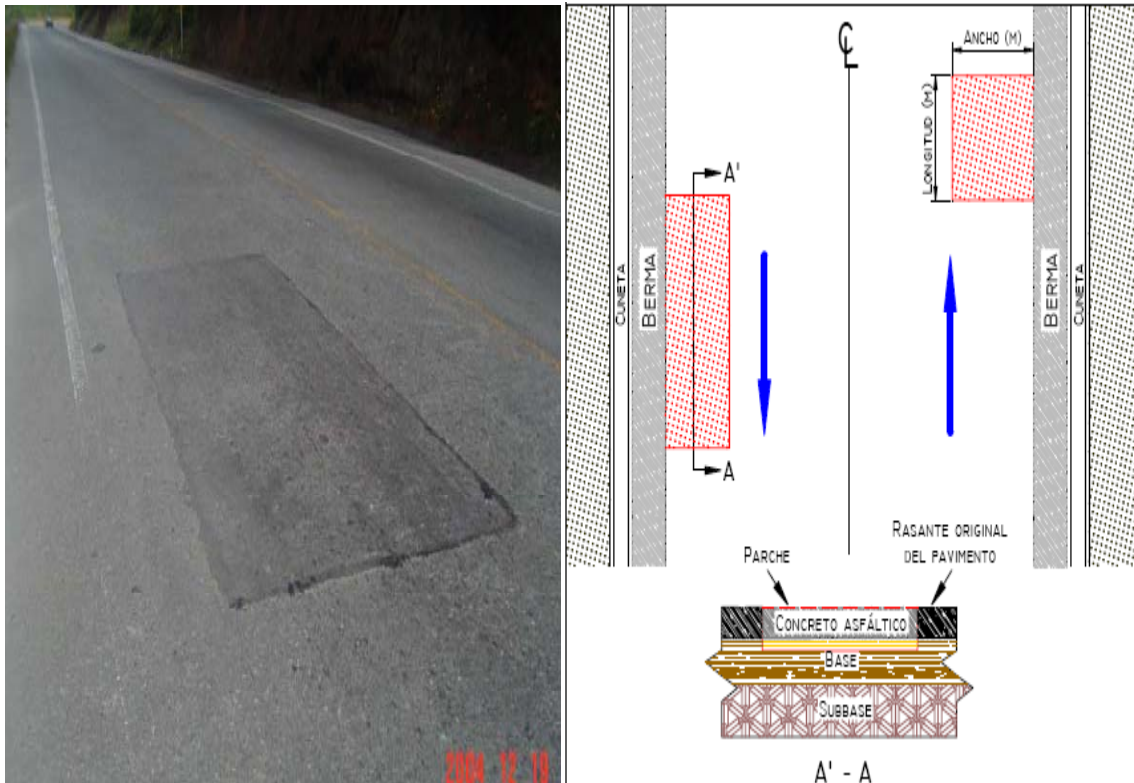 2004 12 19
℄
ANCHO (M)
LONGITUD (M)
A'
A
CUNETA
BERMA
BERMA
CUNETA
PARCHE
RASANTE ORIGINAL
DEL PAVIMENTO
CONCRETO ASFÁLTICO
BASE
SUBBASE
A' - A